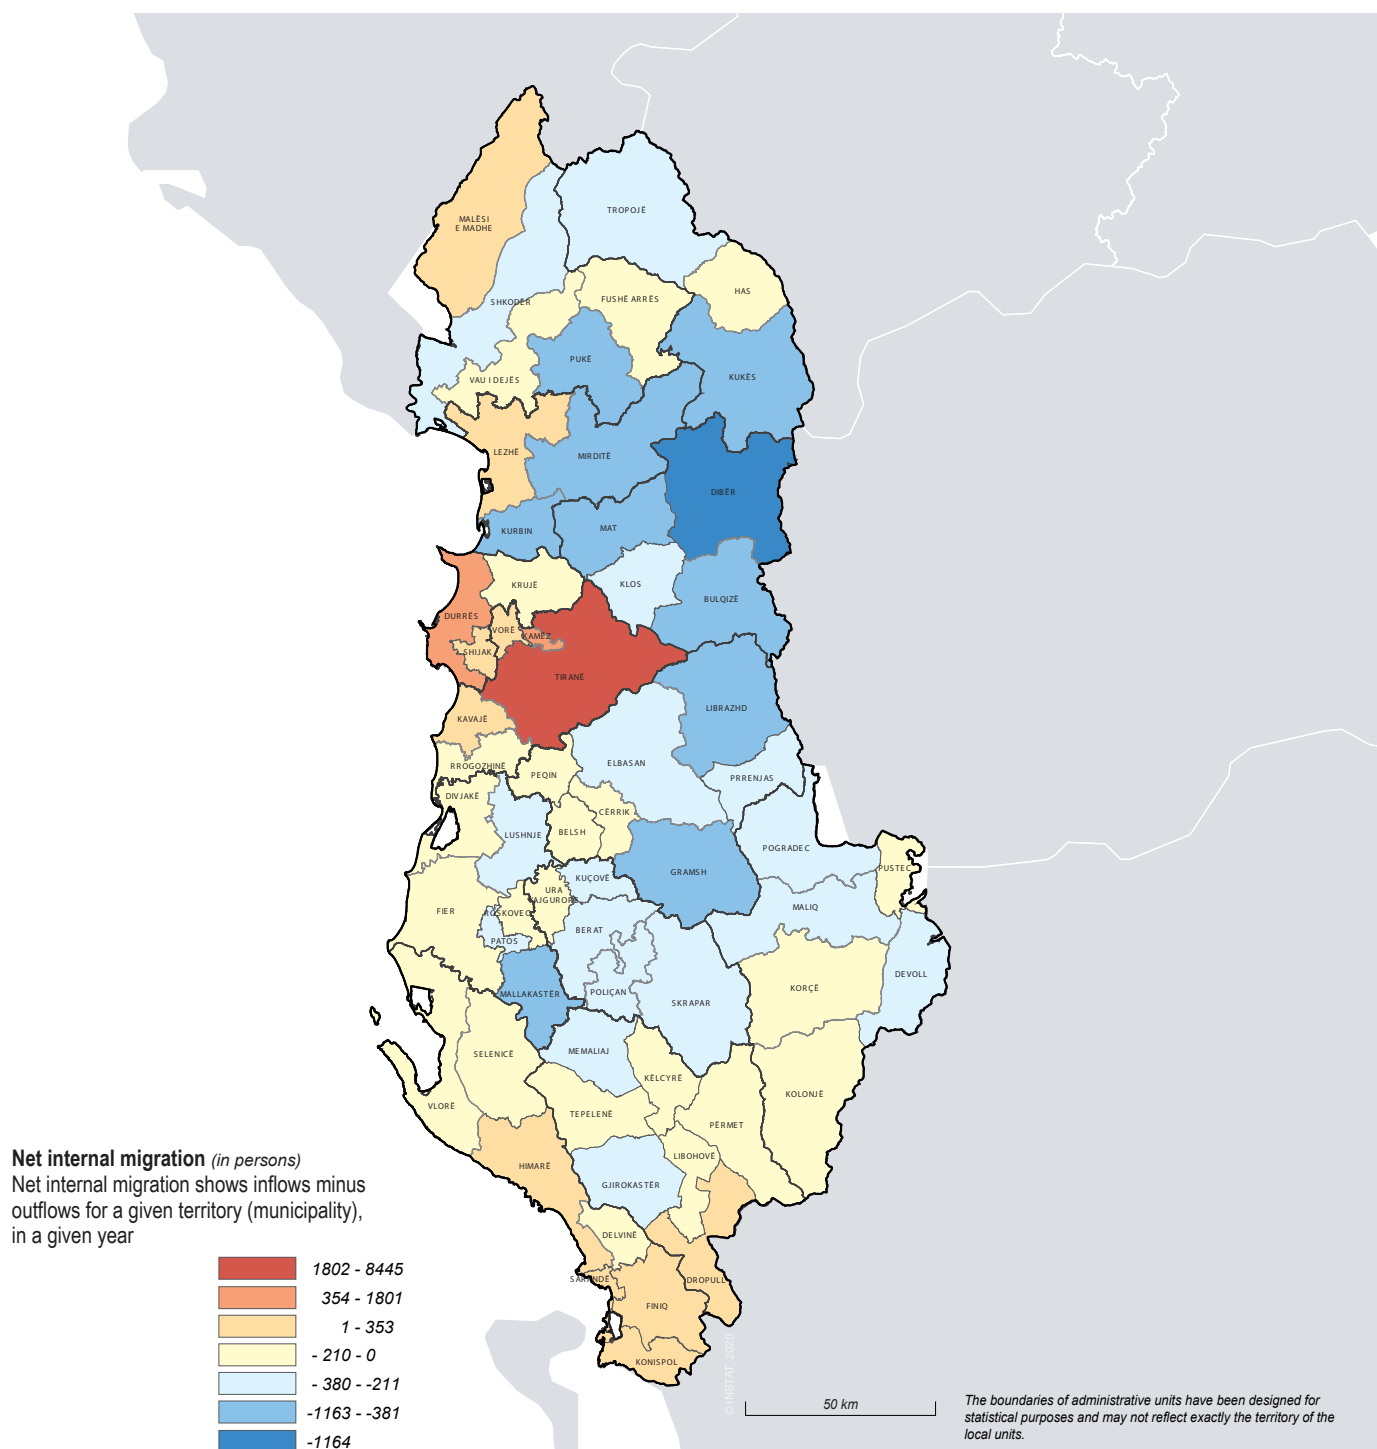 MALËSI
E MADHE
TROPOJË
SHKODËR
FUSHË ARRËS
HAS
PUKË
KUKËS
VAU I DEJËS
LEZHË
MIRDITË
DIBËR
KURBIN
MAT
KRUJË
KLOS
BULQIZË
DURRËS
VORË
KAMËZ
SHIJAK
TIRANË
LIBRAZHD
KAVAJË
RROGOZHINË
PEQIN
ELBASAN
PRRENJAS
DIVJAKË
CËRRIK
LUSHNJE
BELSH
POGRADEC
KUÇOVË
GRAMSH
PUSTEC
URA
VAJGURORE
FIER
ROSKOVEC
MALIQ
PATOS
BERAT
DEVOLL
MALLAKASTËR
POLIÇAN
SKRAPAR
KORÇË
SELENICË
MEMALIAJ
KËLCYRË
KOLONJË
VLORË
TEPELENË
PËRMET
HIMARË
LIBOHOVË
GJIROKASTËR
DELVINË
SARANDË
DROPULL
FINIQ
KONISPOL
Net internal migration (in persons)
Net internal migration shows inflows minus
outflows for a given territory (municipality),
in a given year
1802 - 8445
354 - 1801
1 - 353
- 210 - 0
- 380 - -211
-1163 - -381
-1164
© INSTAT, 2020
50 km
The boundaries of administrative units have been designed for
statistical purposes and may not reflect exactly the territory of the
local units.